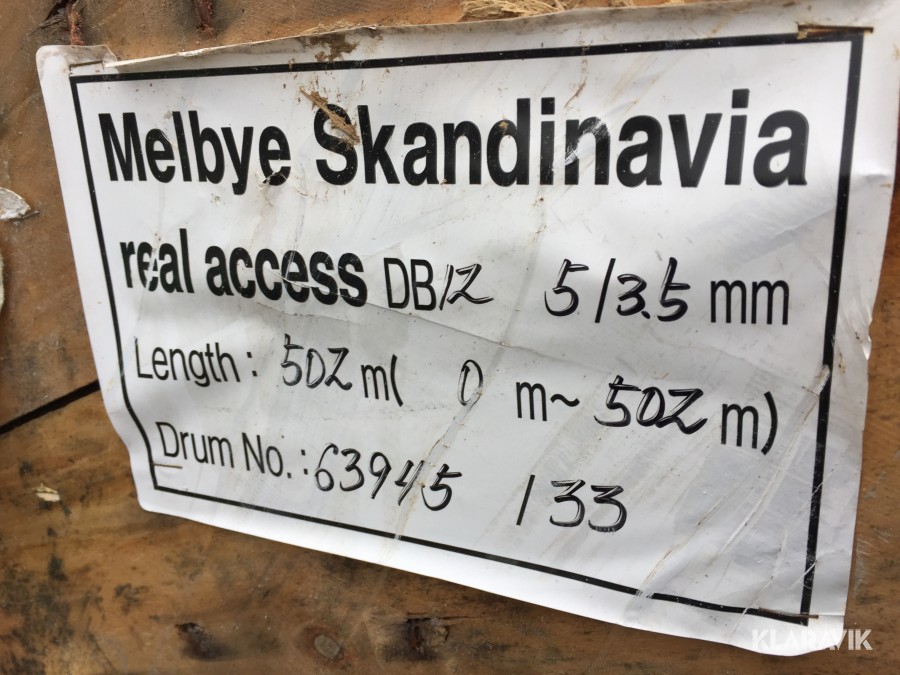 Melbye Skandinavia
real access DB12 5/3.5 mm
Length : 502 m( 0 m~ 502 m)
Drum No. : 63945 133
KLARAVIK